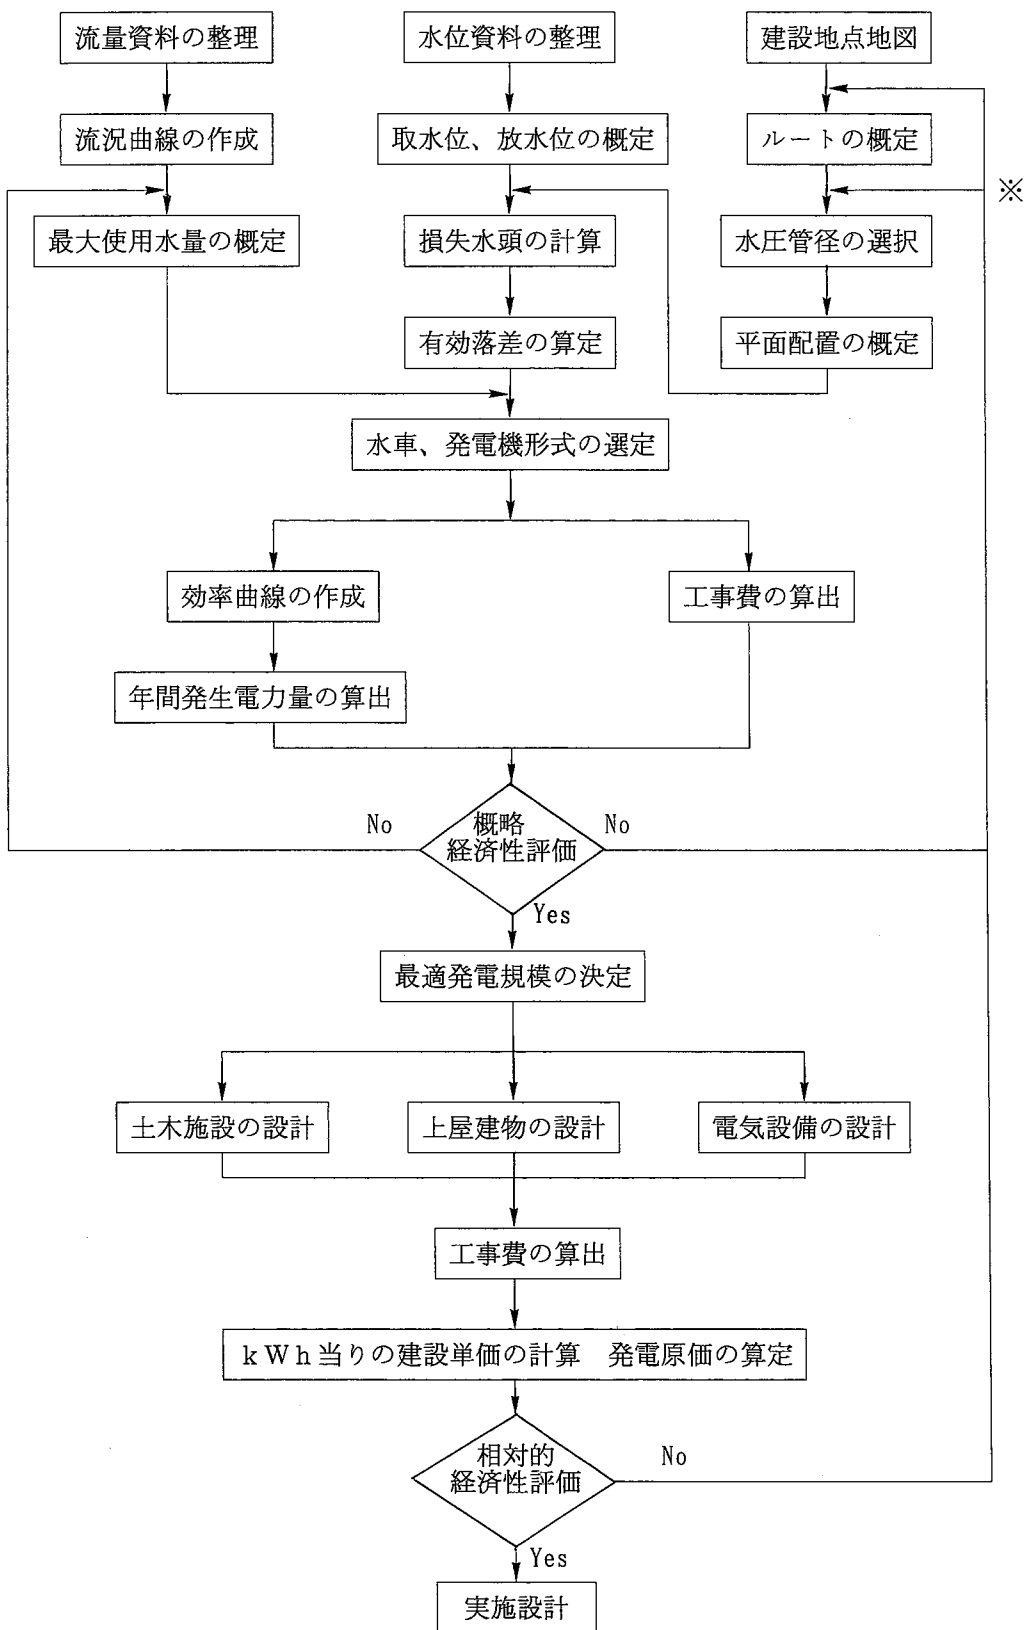 流量資料の整理
水位資料の整理
建設地点地図
流況曲線の作成
取水位、放水位の概定
ルートの概定
※
最大使用水量の概定
損失水頭の計算
水圧管径の選択
有効落差の算定
平面配置の概定
水車、発電機形式の選定
効率曲線の作成
工事費の算出
年間発生電力量の算出
No
概略
経済性評価
No
Yes
最適発電規模の決定
土木施設の設計
上屋建物の設計
電気設備の設計
工事費の算出
kWh当りの建設単価の計算　発電原価の算定
相対的
経済性評価
No
Yes
実施設計